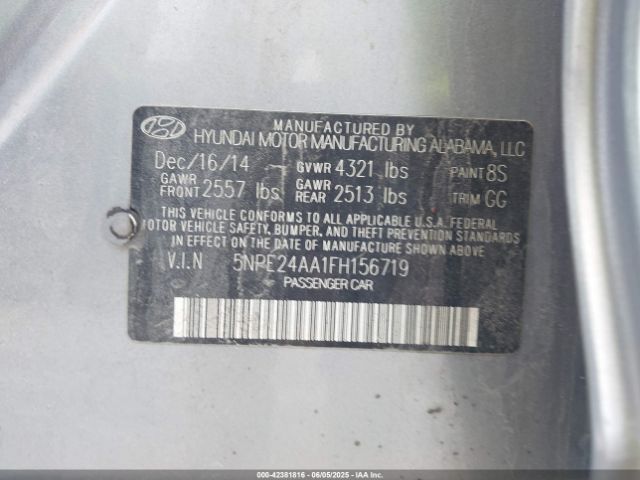 MANUFACTURED BY
HYUNDAI MOTOR MANUFACTURING ALABAMA, LLC
Dec/16/14 GVWR 4321 lbs PAINT 8S
GAWR FRONT 2557 lbs GAWR REAR 2513 lbs TRIM GG
THIS VEHICLE CONFORMS TO ALL APPLICABLE U.S.A. FEDERAL
MOTOR VEHICLE SAFETY, BUMPER, AND THEFT PREVENTION STANDARDS
IN EFFECT ON THE DATE OF MANUFACTURE SHOWN ABOVE
V.I.N 5NPE24AA1FH156719
PASSENGER CAR
000-42381816 - 06/05/2025 - COPYRIGHT IAA, LLC.